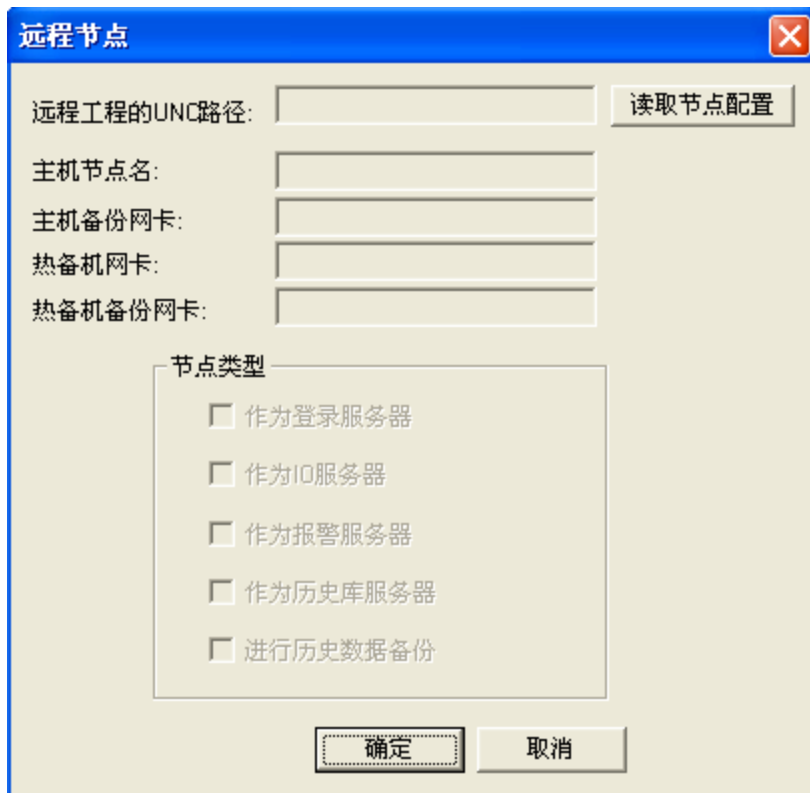 远程节点
远程工程的UNC路径: 读取节点配置
主机节点名:
主机备份网卡:
热备机网卡:
热备机备份网卡:
节点类型
作为登录服务器
作为IO服务器
作为报警服务器
作为历史库服务器
进行历史数据备份
确定 取消